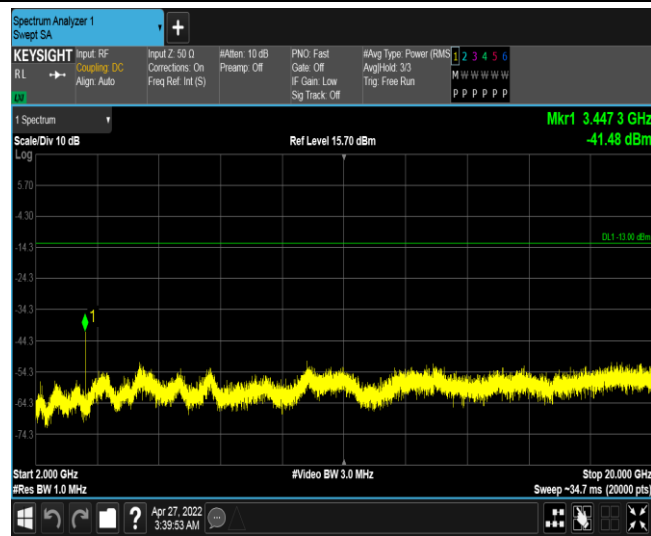 Spectrum Analyzer 1
Swept SA
+
KEYSIGHT
RL
Input: RF
Coupling: DC
Align: Auto
Input Z: 50 Ω
Corrections: On
Freq Ref: Int (S)
#Atten: 10 dB
Preamp: Off
PNO: Fast
Gate: Off
IF Gain: Low
Sig Track: Off
#Avg Type: Power (RMS
Avg|Hold: 3/3
Trig: Free Run
1 2 3 4 5 6
M W W W W W
P P P P P P
1 Spectrum
Scale/Div 10 dB
Ref Level 15.70 dBm
Mkr1 3.447 3 GHz
-41.48 dBm
Log
5.70
-4.30
DL1 -13.00 dBm
-14.3
-24.3
-34.3
1
-44.3
-54.3
-64.3
-74.3
Start 2.000 GHz
#Video BW 3.0 MHz
Stop 20.000 GHz
#Res BW 1.0 MHz
Sweep ~34.7 ms (20000 pts)
?
Apr 27, 2022
3:39:53 AM